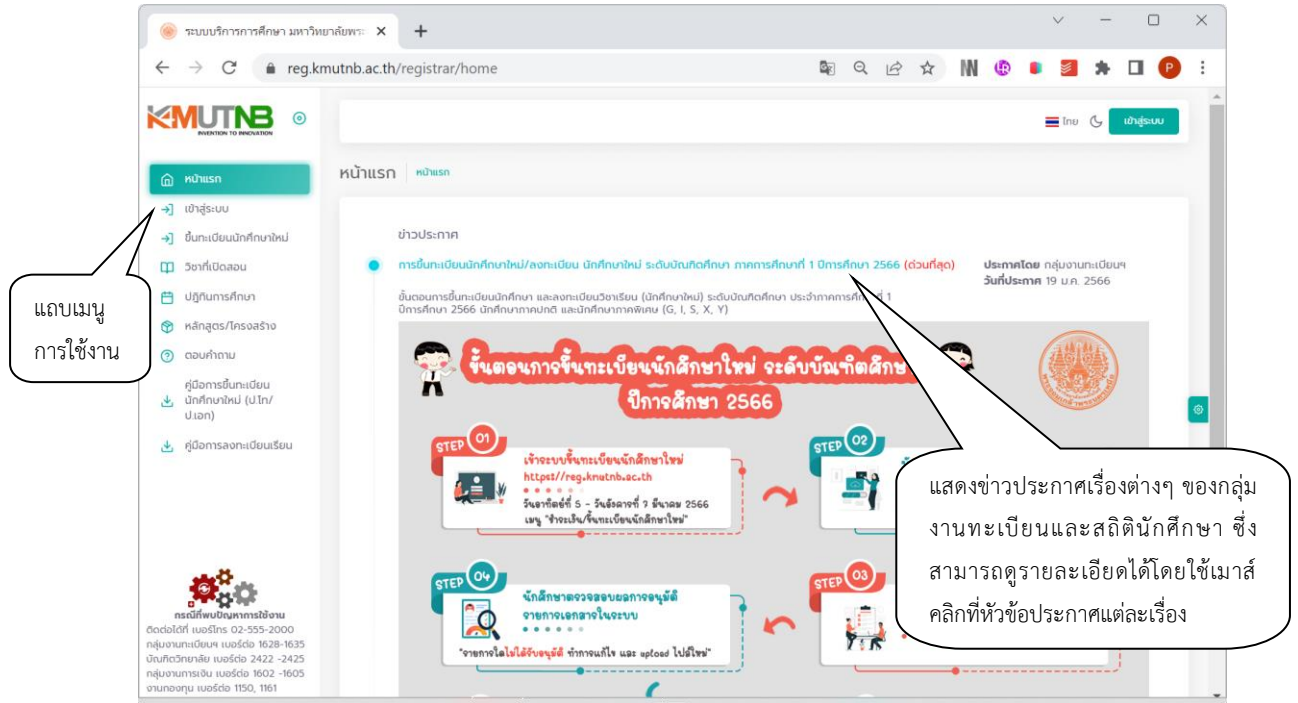 ระบบบริการการศึกษา มหาวิทยาลัยพระ
reg.kmutnb.ac.th/registrar/home
P
KMUTNB
INVENTION TO INNOVATION
ไทย
เข้าสู่ระบบ
หน้าแรก
เข้าสู่ระบบ
ขึ้นทะเบียนนักศึกษาใหม่
วิชาที่เปิดสอน
ปฏิทินการศึกษา
หลักสูตร/โครงสร้าง
ตอบคำถาม
คู่มือการขึ้นทะเบียน
นักศึกษาใหม่ (ป.โท/
ป.เอก)
คู่มือการลงทะเบียนเรียน
แถบเมนู
การใช้งาน
กรณีที่พบปัญหาการใช้งาน
ติดต่อได้ที่ เบอร์โทร 02-555-2000
กลุ่มงานทะเบียนฯ เบอร์ต่อ 1628-1635
บัณฑิตวิทยาลัย เบอร์ต่อ 2422 -2425
กลุ่มงานการเงิน เบอร์ต่อ 1602 -1605
งานกองทุน เบอร์ต่อ 1150, 1161
หน้าแรก หน้าแรก
ข่าวประกาศ
การขึ้นทะเบียนนักศึกษาใหม่/ลงทะเบียน นักศึกษาใหม่ ระดับบัณฑิตศึกษา ภาคการศึกษาที่ 1 ปีการศึกษา 2566 (ด่วนที่สุด)
ประกาศโดย กลุ่มงานทะเบียนฯ
วันที่ประกาศ 19 ม.ค. 2566
ขั้นตอนการขึ้นทะเบียนนักศึกษา และลงทะเบียนวิชาเรียน (นักศึกษาใหม่) ระดับบัณฑิตศึกษา ประจำภาคการศึกษาที่ 1
ปีการศึกษา 2566 นักศึกษาภาคปกติ และนักศึกษาภาคพิเศษ (G, I, S, X, Y)
ขั้นตอนการขึ้นทะเบียนนักศึกษาใหม่ ระดับบัณฑิตศึกษ
ปีการศึกษา 2566
STEP 01
เข้าระบบขึ้นทะเบียนนักศึกษาใหม่
https://reg.kmutnb.ac.th
วันอาทิตย์ที่ 5 - วันอังคารที่ 7 มีนาคม 2566
เมนู "ชำระเงิน/ขึ้นทะเบียนนักศึกษาใหม่"
STEP 02
STEP 04
นักศึกษาตรวจสอบผลการอนุมัติ
รายการเอกสารในระบบ
"รายการใดไม่ได้รับอนุมัติ ทำการแก้ไข และ upload ไปใหม่"
STEP 03
แสดงข่าวประกาศเรื่องต่างๆ ของกลุ่ม
งานทะเบียนและสถิตินักศึกษา ซึ่ง
สามารถดูรายละเอียดได้โดยใช้เมาส์
คลิกที่หัวข้อประกาศแต่ละเรื่อง